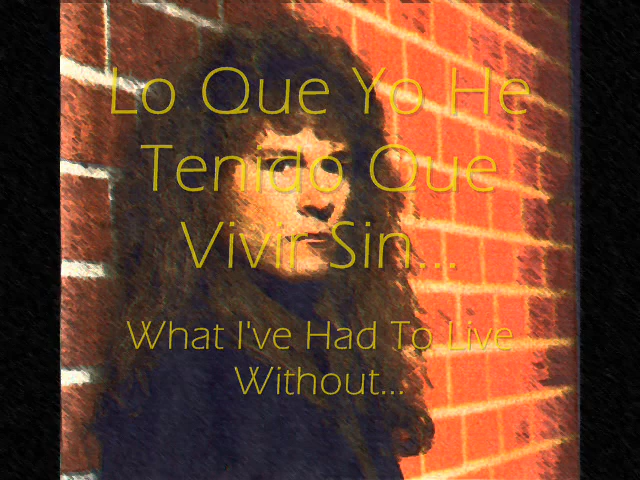 Lo Que Yo He
Tenido Que
Vivir Sin...
What I've Had To Live
Without...